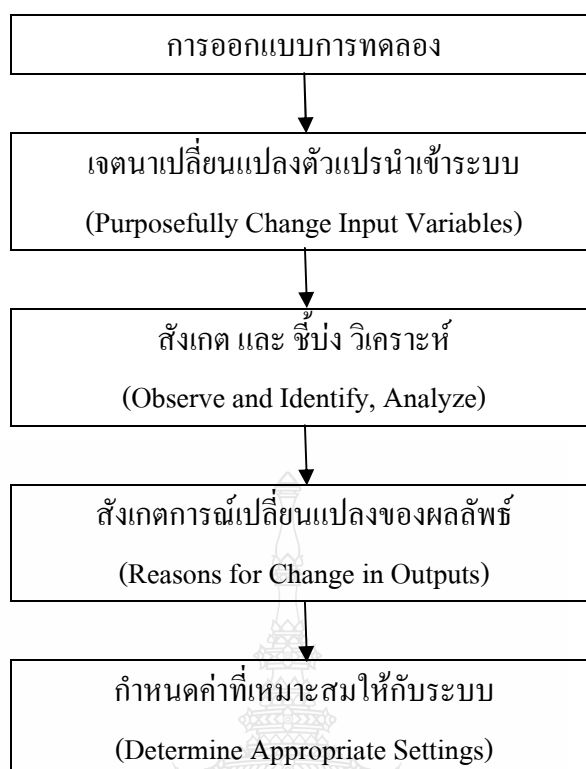 การออกแบบการทดลอง
เจตนาเปลี่ยนแปลงตัวแปรนำเข้าระบบ
(Purposefully Change Input Variables)
สังเกต และ ชี้บ่ง วิเคราะห์
(Observe and Identify, Analyze)
สังเกตการณ์เปลี่ยนแปลงของผลลัพธ์
(Reasons for Change in Outputs)
กำหนดค่าที่เหมาะสมให้กับระบบ
(Determine Appropriate Settings)